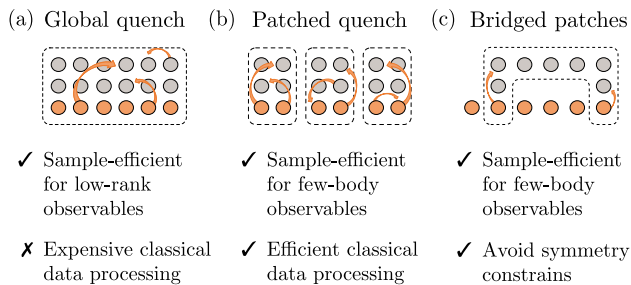 (a) Global quench
(b) Patched quench
(c) Bridged patches
✓ Sample-efficient
for low-rank
observables
✗ Expensive classical
data processing
✓ Sample-efficient
for few-body
observables
✓ Efficient classical
data processing
✓ Sample-efficient
for few-body
observables
✓ Avoid symmetry
constrains